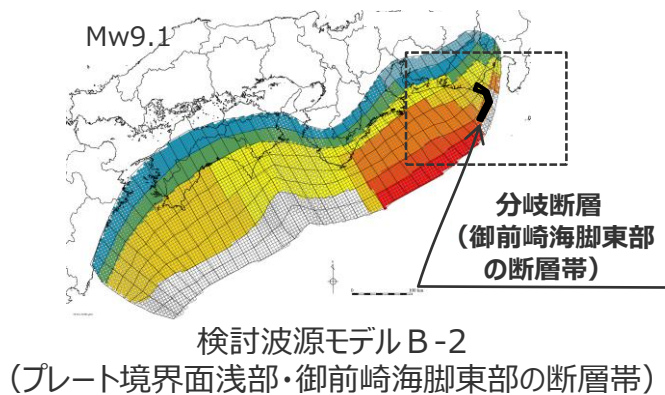 Mw9.1
分岐断層
（御前崎海脚東部
の断層帯）
検討波源モデルＢ-2
（プレート境界面浅部・御前崎海脚東部の断層帯）